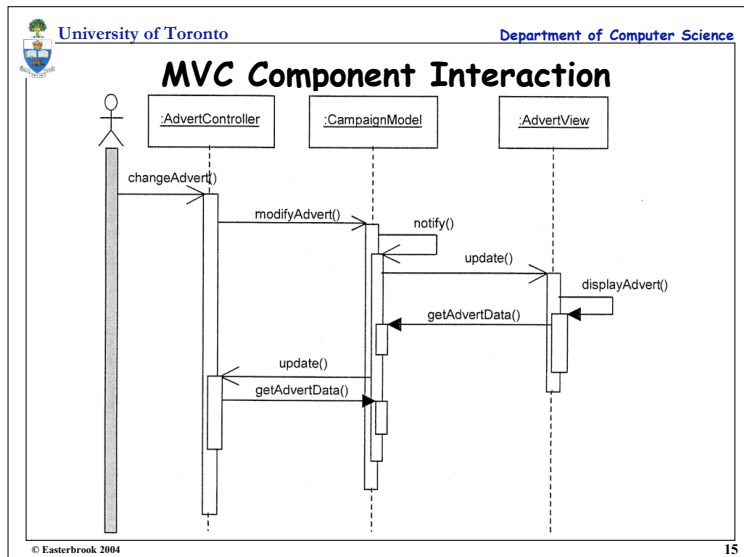 University of Toronto
Department of Computer Science
MVC Component Interaction
:AdvertController
:CampaignModel
:AdvertView
changeAdvert()
modifyAdvert()
notify()
update()
displayAdvert()
getAdvertData()
update()
getAdvertData()
© Easterbrook 2004
15